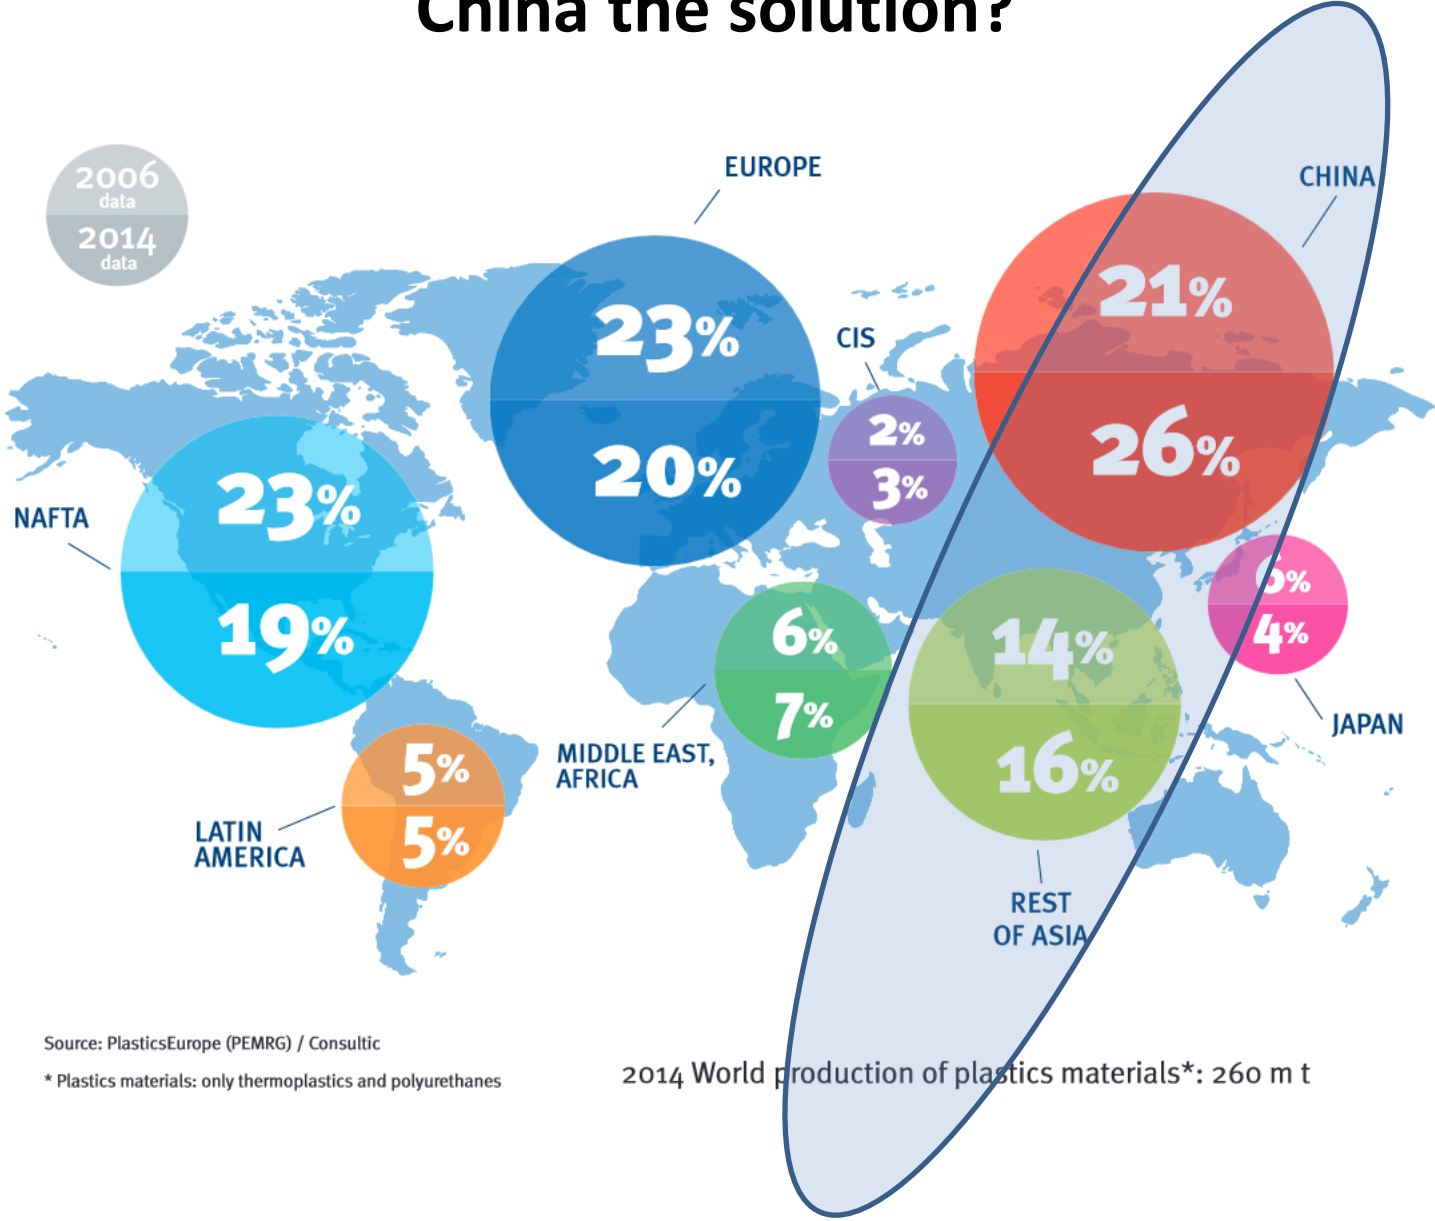 China the solution?
2006
data
2014
data
EUROPE
CHINA
23%
20%
CIS
2%
3%
21%
26%
NAFTA
23%
19%
6%
4%
JAPAN
6%
7%
MIDDLE EAST,
AFRICA
14%
16%
REST
OF ASIA
5%
5%
LATIN
AMERICA
Source: PlasticsEurope (PEMRG) / Consultic
* Plastics materials: only thermoplastics and polyurethanes
2014 World production of plastics materials*: 260 m t